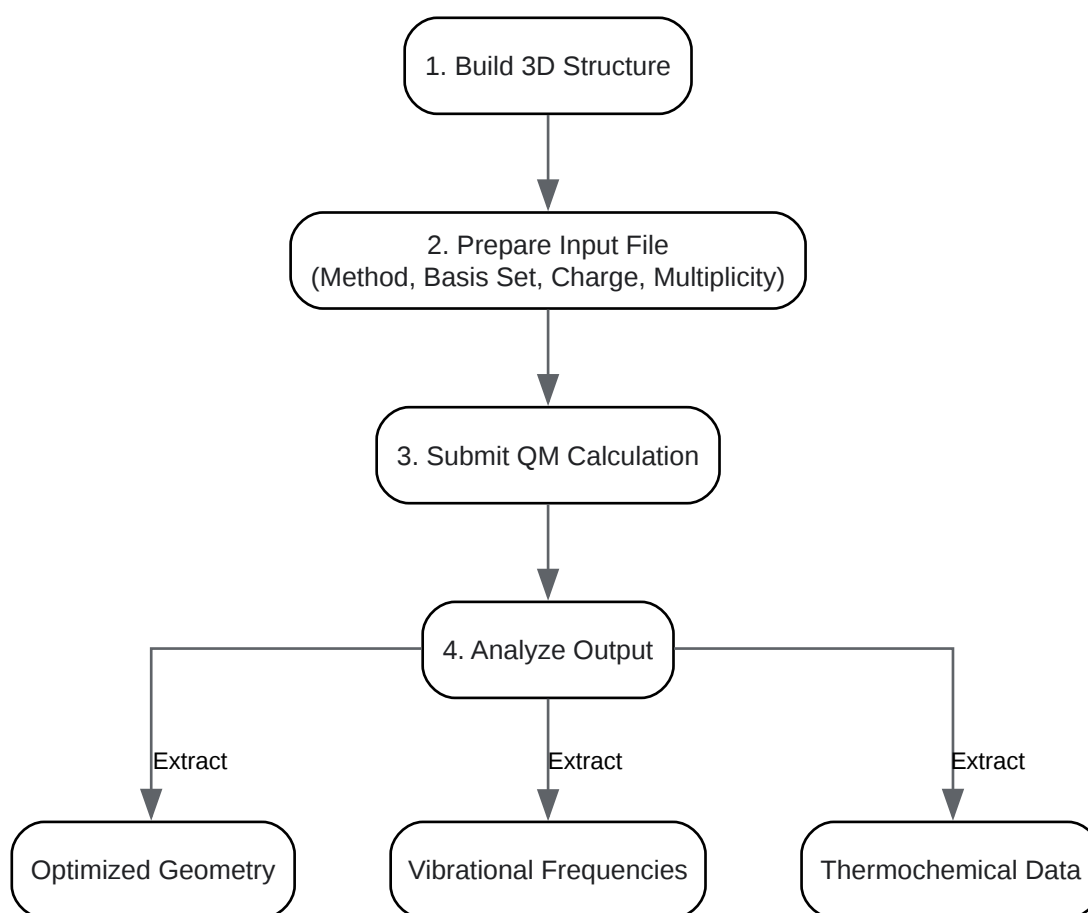 1. Build 3D Structure
2. Prepare Input File
(Method, Basis Set, Charge, Multiplicity)
3. Submit QM Calculation
4. Analyze Output
Extract
Extract
Extract
Optimized Geometry
Vibrational Frequencies
Thermochemical Data